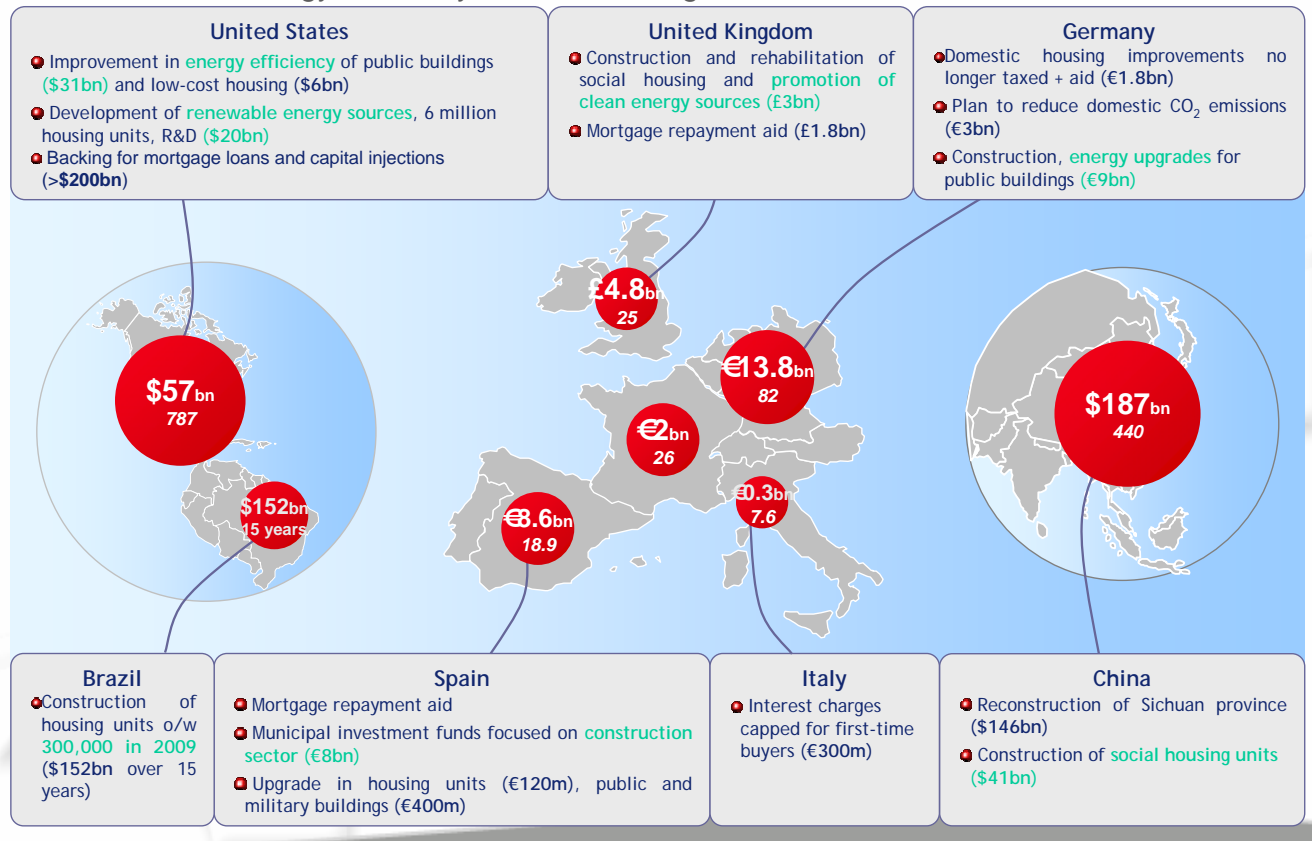 United States
Improvement in energy efficiency of public buildings
($31bn) and low-cost housing ($6bn)
Development of renewable energy sources, 6 million
housing units, R&D ($20bn)
Backing for mortgage loans and capital injections
(>$200bn)
United Kingdom
Construction and rehabilitation of
social housing and promotion of
clean energy sources (£3bn)
Mortgage repayment aid (£1.8bn)
Germany
Domestic housing improvements no
longer taxed + aid (€1.8bn)
Plan to reduce domestic CO2 emissions
(€3bn)
Construction, energy upgrades for
public buildings (€9bn)
£4.8bn
25
€13.8bn
82
$57bn
787
€2bn
26
$187bn
440
$152bn
15 years
€8.6bn
18.9
€0.3bn
7.6
Brazil
Construction of
housing units o/w
300,000 in 2009
($152bn over 15
years)
Spain
Mortgage repayment aid
Municipal investment funds focused on construction
sector (€8bn)
Upgrade in housing units (€120m), public and
military buildings (€400m)
Italy
Interest charges
capped for first-time
buyers (€300m)
China
Reconstruction of Sichuan province
($146bn)
Construction of social housing units
($41bn)